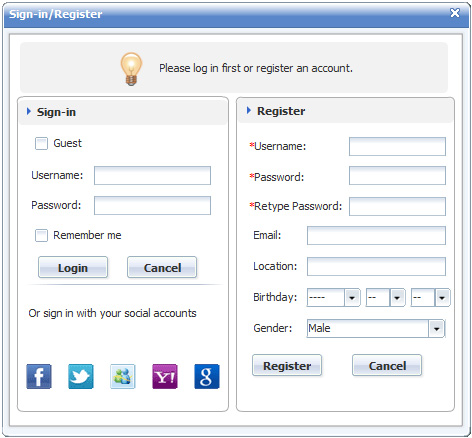 Sign-in/Register
Please log in first or register an account.
Sign-in
Guest
Username:
Password:
Remember me
Login
Cancel
Or sign in with your social accounts
f
Y!
g
Register
*Username:
*Password:
*Retype Password:
Email:
Location:
Birthday: ---- -- --
Gender: Male
Register
Cancel